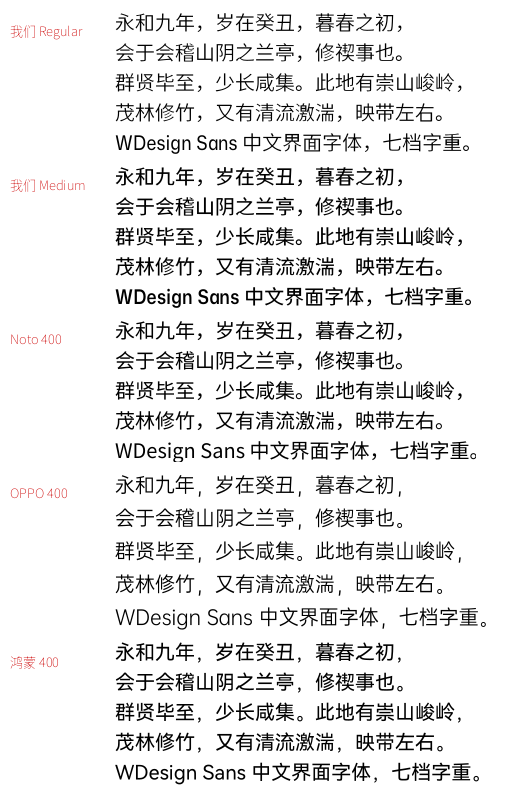 我们 Regular
永和九年，岁在癸丑，暮春之初，
会于会稽山阴之兰亭，修禊事也。
群贤毕至，少长咸集。此地有崇山峻岭，
茂林修竹，又有清流激湍，映带左右。
WDesign Sans 中文界面字体，七档字重。
我们 Medium
永和九年，岁在癸丑，暮春之初，
会于会稽山阴之兰亭，修禊事也。
群贤毕至，少长咸集。此地有崇山峻岭，
茂林修竹，又有清流激湍，映带左右。
WDesign Sans 中文界面字体，七档字重。
Noto 400
永和九年，岁在癸丑，暮春之初，
会于会稽山阴之兰亭，修禊事也。
群贤毕至，少长咸集。此地有崇山峻岭，
茂林修竹，又有清流激湍，映带左右。
WDesign Sans 中文界面字体，七档字重。
OPPO 400
永和九年，岁在癸丑，暮春之初，
会于会稽山阴之兰亭，修禊事也。
群贤毕至，少长咸集。此地有崇山峻岭，
茂林修竹，又有清流激湍，映带左右。
WDesign Sans 中文界面字体，七档字重。
鸿蒙 400
永和九年，岁在癸丑，暮春之初，
会于会稽山阴之兰亭，修禊事也。
群贤毕至，少长咸集。此地有崇山峻岭，
茂林修竹，又有清流激湍，映带左右。
WDesign Sans 中文界面字体，七档字重。